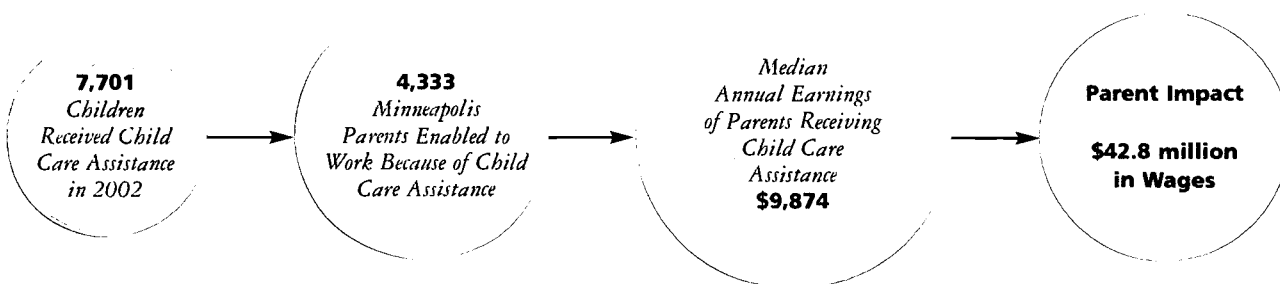 7,701
Children
Received Child
Care Assistance
in 2002
4,333
Minneapolis
Parents Enabled to
Work Because of Child
Care Assistance
Median
Annual Earnings
of Parents Receiving
Child Care
Assistance
$9,874
Parent Impact
$42.8 million
in Wages